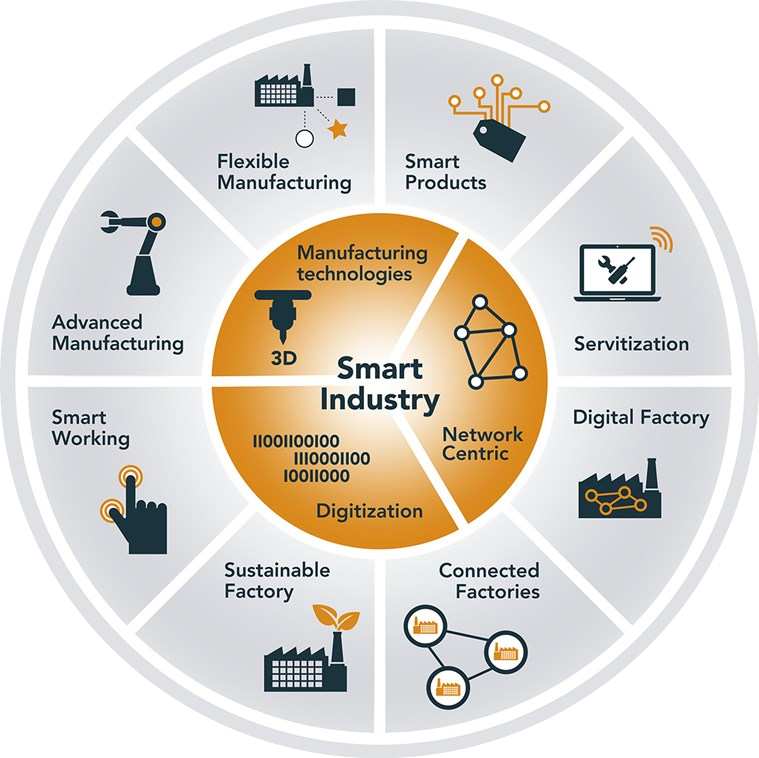 Flexible
Manufacturing
Smart
Products
Advanced
Manufacturing
Servitization
Manufacturing
technologies
3D
Smart
Industry
Network
Centric
11001100100
1110001100
10011000
Digitization
Smart
Working
Digital Factory
Sustainable
Factory
Connected
Factories